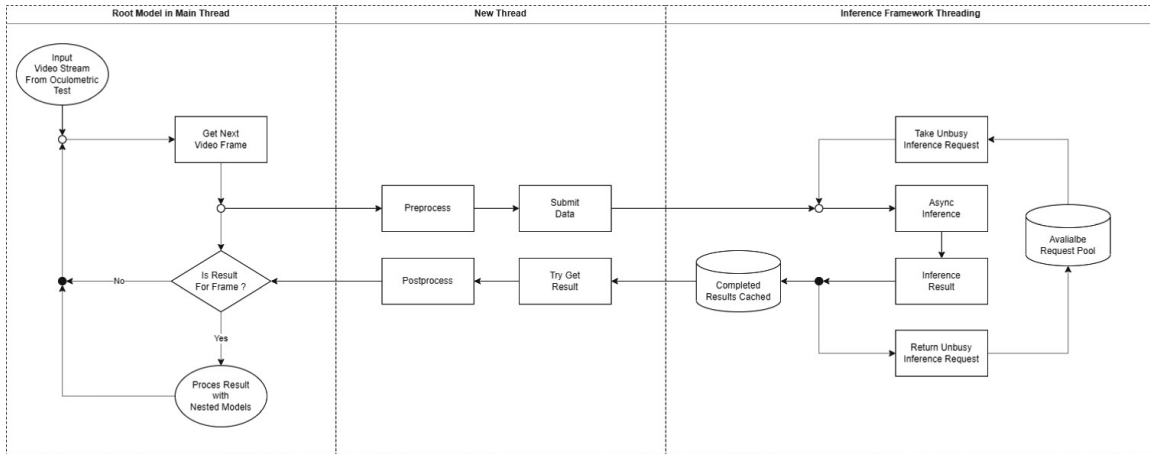 Root Model in Main Thread
New Thread
Inference Framework Threading
Input
Video Stream
From Oculometric
Test
Get Next
Video Frame
Take Unbusy
Inference Request
Preprocess
Submit
Data
Async
Inference
Avalialbe
Request Pool
Is Result
For Frame ?
No
Postprocess
Try Get
Result
Completed
Results Cached
Inference
Result
Yes
Return Unbusy
Inference Request
Proces Result
with
Nested Models